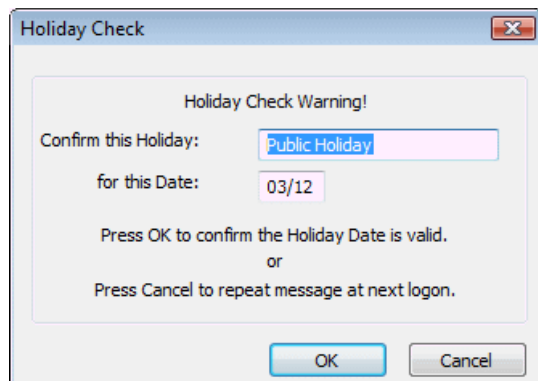 Holiday Check
Holiday Check Warning!
Confirm this Holiday: Public Holiday
for this Date: 03/12
Press OK to confirm the Holiday Date is valid.
or
Press Cancel to repeat message at next logon.
OK Cancel